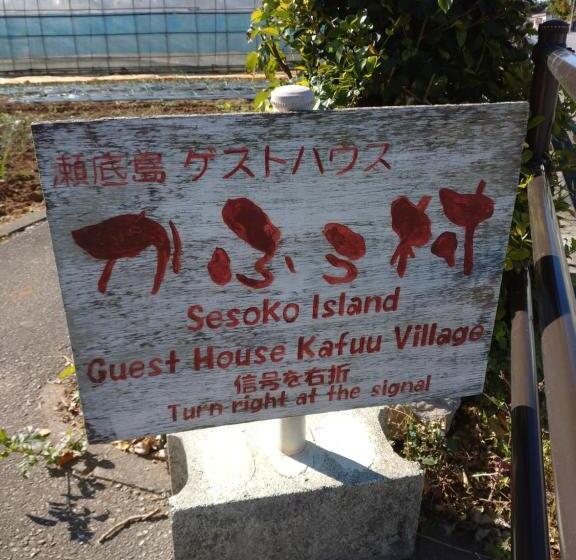 瀬底島 ゲストハウス
かふう村
Sesoko Island
Guest House Kafuu Village
信号を右折
Turn right at the signal